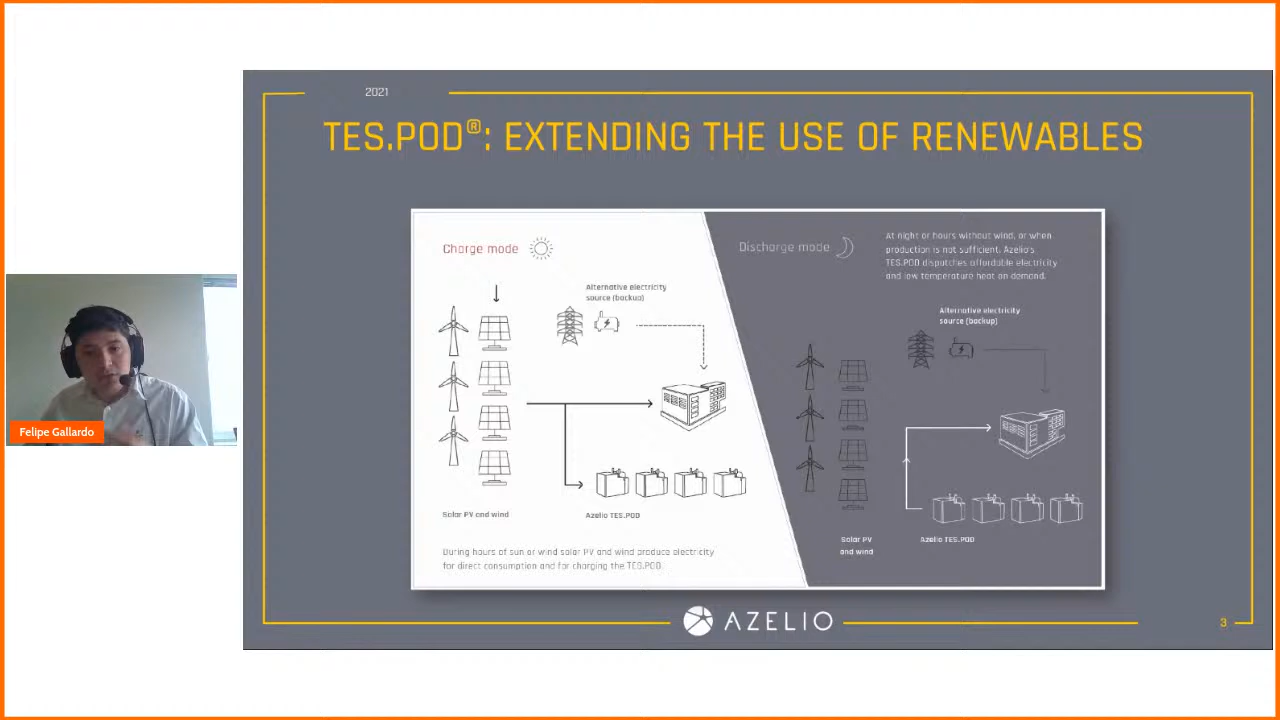 2021
TES.POD®: EXTENDING THE USE OF RENEWABLES
Charge mode
Alternative electricity
source (backup)
Solar PV and wind
Azelio TES.POD
During hours of sun or wind solar PV and wind produce electricity
for direct consumption and for charging the TES.POD.
Discharge mode
At night or hours without wind, or when
production is not sufficient, Azelio's
TES.POD dispatches affordable electricity
and low temperature heat on demand.
Alternative electricity
source (backup)
Solar PV
and wind
Azelio TES.POD
Felipe Gallardo
AZELIO
3